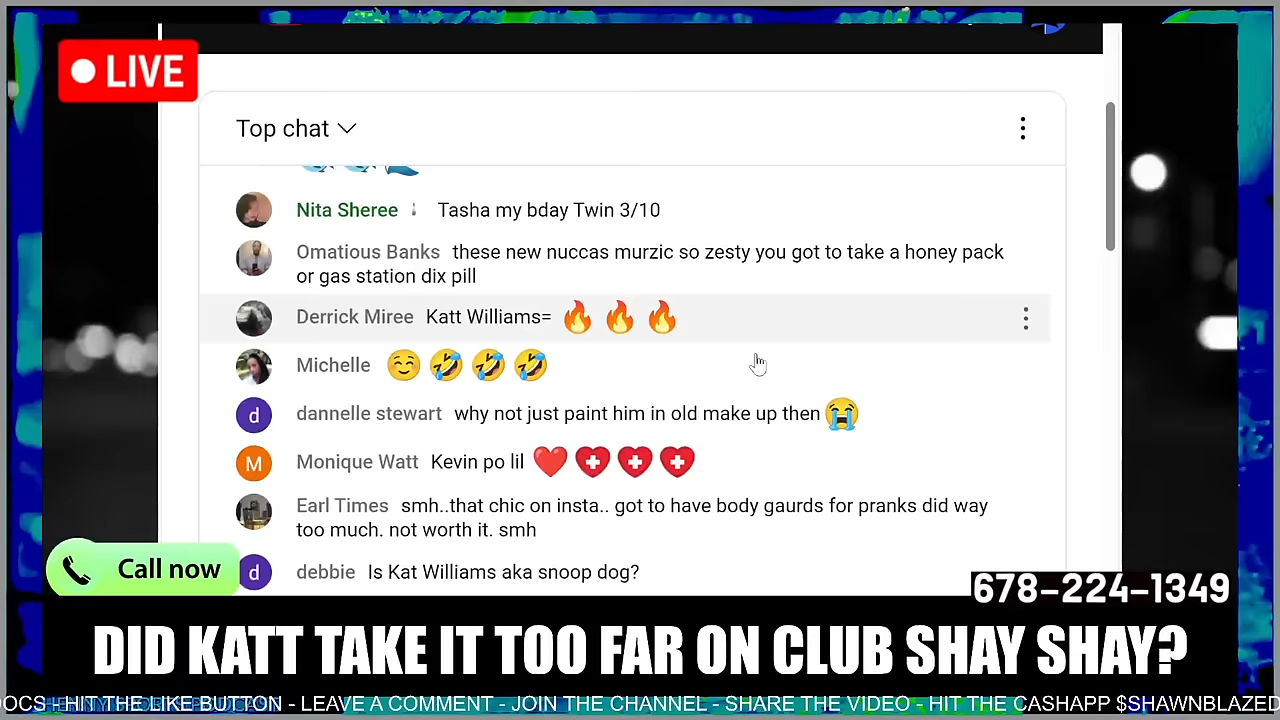 LIVE
Top chat
Nita Sheree Tasha my bday Twin 3/10
Omatious Banks these new nuccas murzic so zesty you got to take a honey pack
or gas station dix pill
Derrick Miree Katt Williams=
Michelle
d dannelle stewart why not just paint him in old make up then
M Monique Watt Kevin po lil
Earl Times smh..that chic on insta.. got to have body gaurds for pranks did way
too much. not worth it. smh
Call now
d debbie Is Kat Williams aka snoop dog?
678-224-1349
DID KATT TAKE IT TOO FAR ON CLUB SHAY SHAY?
OCS - HIT THE LIKE BUTTON - LEAVE A COMMENT - JOIN THE CHANNEL - SHARE THE VIDEO - HIT THE CASHAPP $SHAWNBLAZED